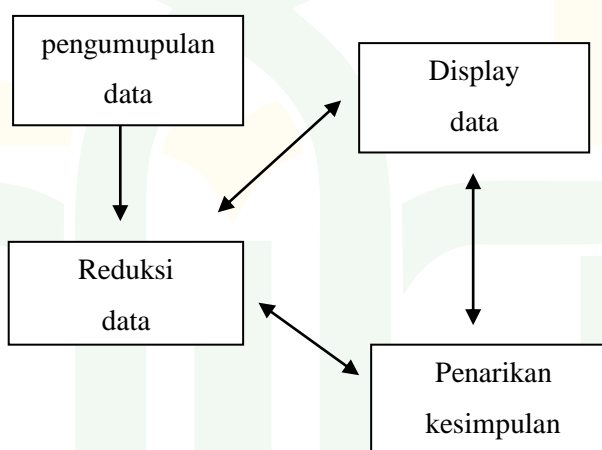 pengumupulan
data
Display
data
Reduksi
data
Penarikan
kesimpulan